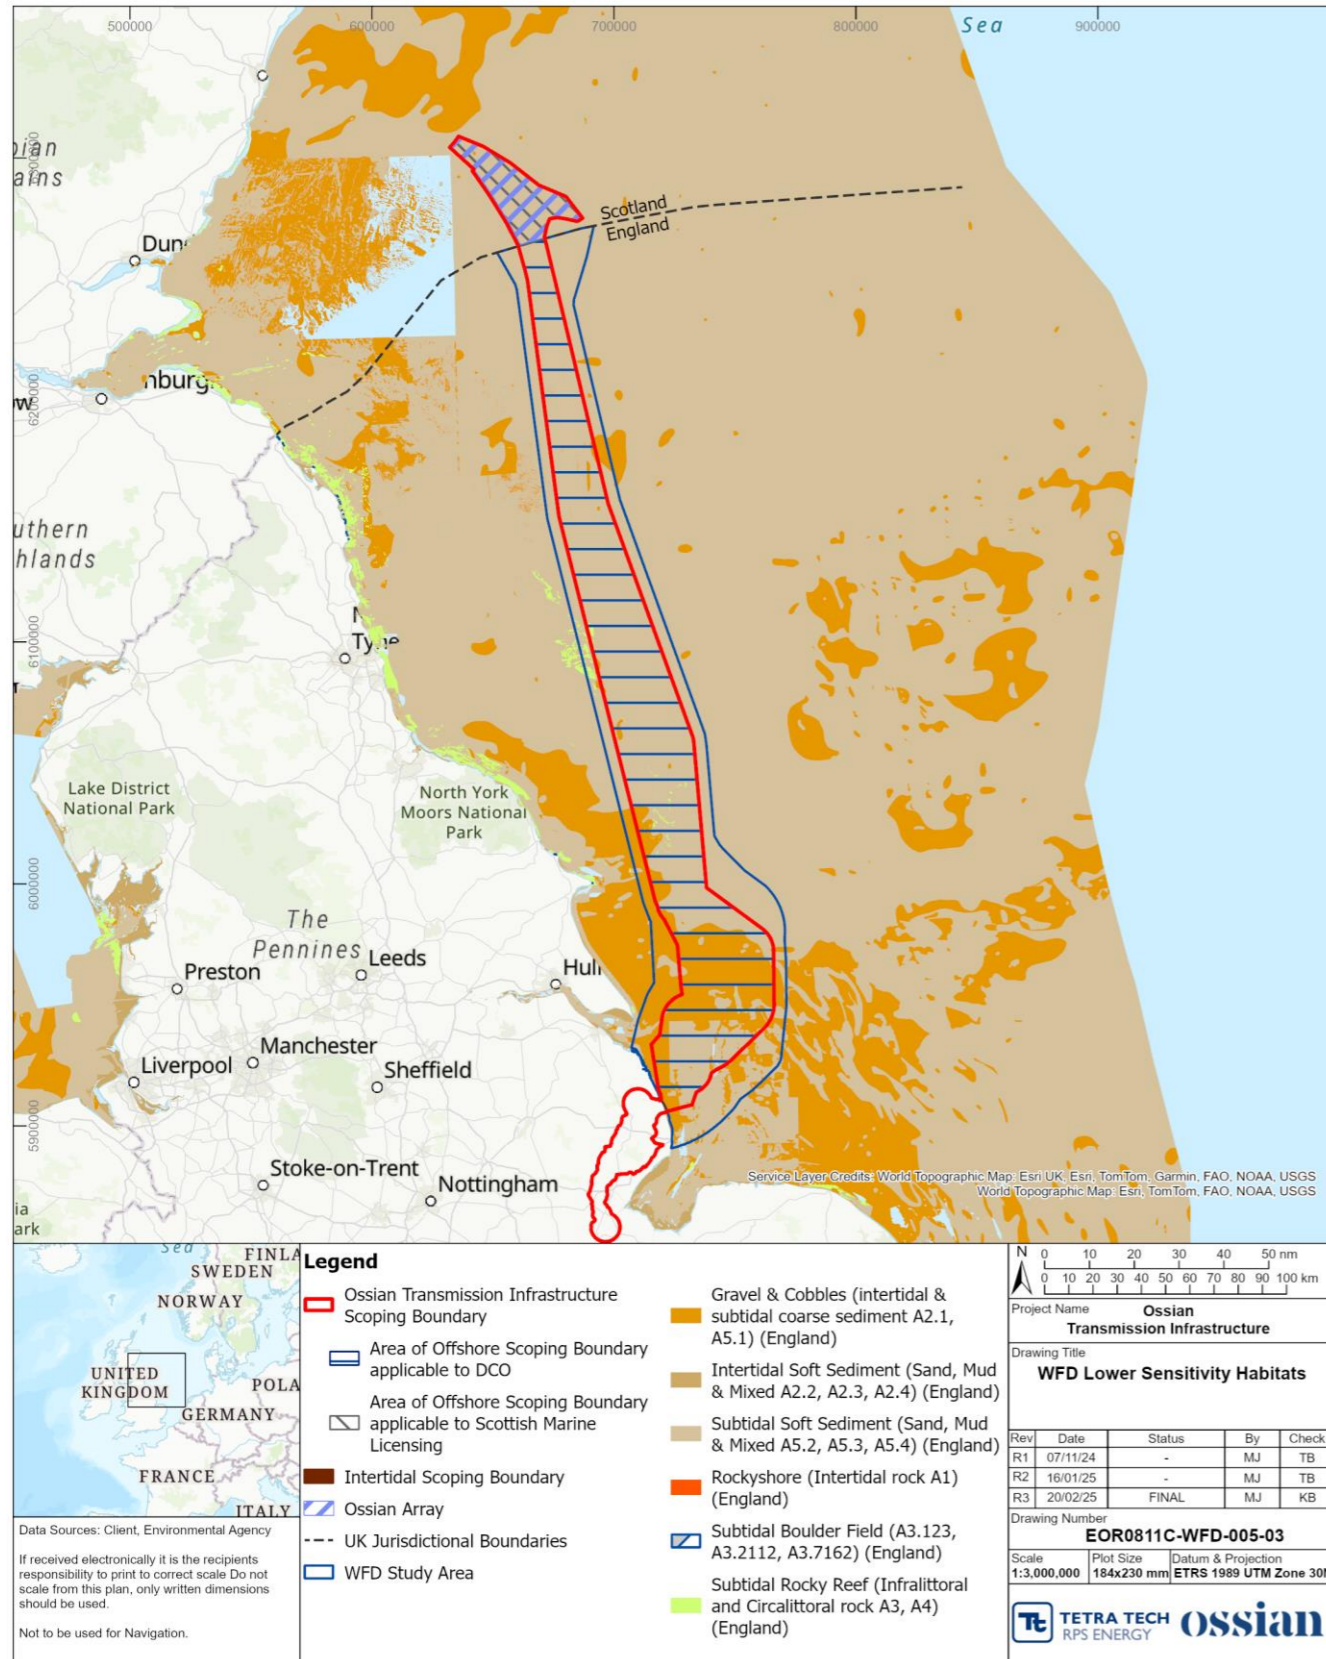 500000
600000
700000
800000
900000
Sea
6300000
6200000
6100000
6000000
5900000
Scotland
England
Lake District
National Park
North York
Moors National
Park
The
Pennines
Leeds
Preston
Manchester
Liverpool
Sheffield
Stoke-on-Trent
Nottingham
Service Layer Credits: World Topographic Map: Esri UK, Esri, TomTom, Garmin, FAO, NOAA, USGS
World Topographic Map: Esri, TomTom, FAO, NOAA, USGS
Sea
FINLA
SWEDEN
NORWAY
UNITED
KINGDOM
POLA
GERMANY
FRANCE
ITALY
Data Sources: Client, Environmental Agency
If received electronically it is the recipients
responsibility to print to correct scale Do not
scale from this plan, only written dimensions
should be used.
Not to be used for Navigation.
Legend
Ossian Transmission Infrastructure
Scoping Boundary
Area of Offshore Scoping Boundary
applicable to DCO
Area of Offshore Scoping Boundary
applicable to Scottish Marine
Licensing
Intertidal Scoping Boundary
Ossian Array
UK Jurisdictional Boundaries
WFD Study Area
Gravel & Cobbles (intertidal &
subtidal coarse sediment A2.1,
A5.1) (England)
Intertidal Soft Sediment (Sand, Mud
& Mixed A2.2, A2.3, A2.4) (England)
Subtidal Soft Sediment (Sand, Mud
& Mixed A5.2, A5.3, A5.4) (England)
Rockyshore (Intertidal rock A1)
(England)
Subtidal Boulder Field (A3.123,
A3.2112, A3.7162) (England)
Subtidal Rocky Reef (Infralittoral
and Circalittoral rock A3, A4)
(England)
N
0 10 20 30 40 50 nm
0 10 20 30 40 50 60 70 80 90 100 km
Project Name Ossian
Transmission Infrastructure
Drawing Title
WFD Lower Sensitivity Habitats
Rev Date Status By Check
R1 07/11/24 - MJ TB
R2 16/01/25 - MJ TB
R3 20/02/25 FINAL MJ KB
Drawing Number
EOR0811C-WFD-005-03
Scale Plot Size Datum & Projection
1:3,000,000 184x230 mm ETRS 1989 UTM Zone
TETRA TECH
RPS ENERGY
ossian